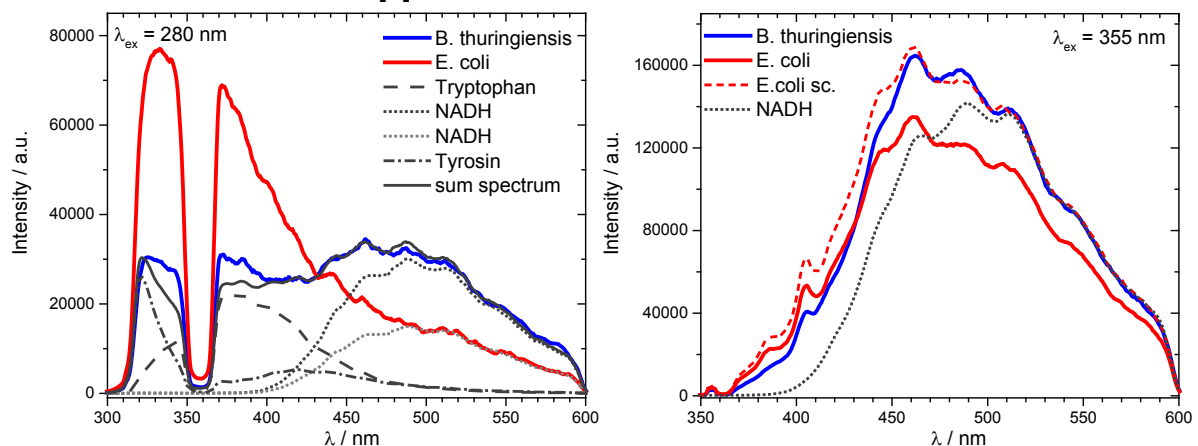 λex = 280 nm
B. thuringiensis
E. coli
Tryptophan
NADH
NADH
Tyrosin
sum spectrum
80000
60000
40000
20000
0
Intensity / a.u.
300 350 400 450 500 550 600
λ / nm
λex = 355 nm
B. thuringiensis
E. coli
E.coli sc.
NADH
160000
120000
80000
40000
0
Intensity / a.u.
350 400 450 500 550 600
λ / nm